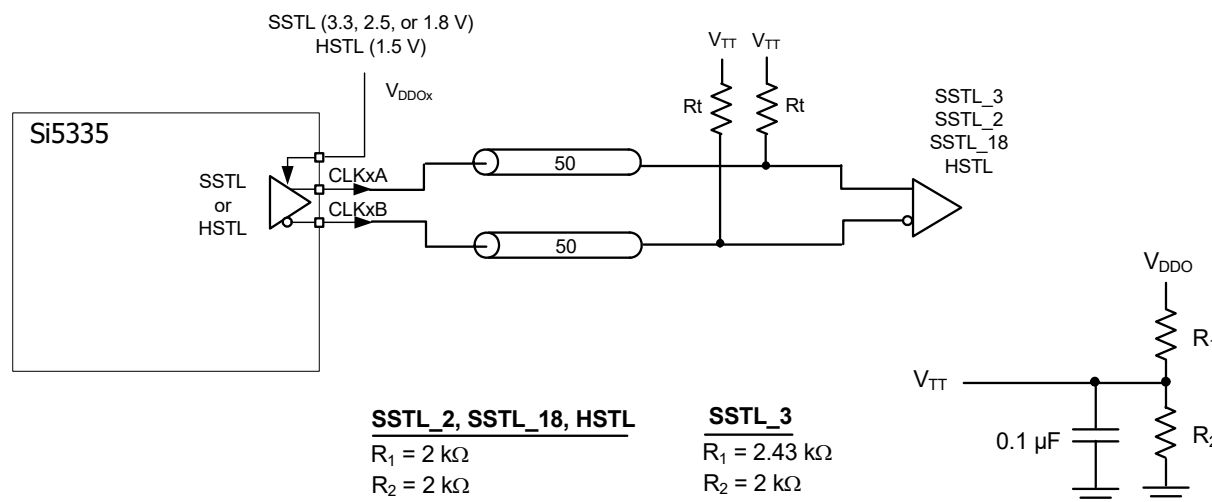 SSTL (3.3, 2.5, or 1.8 V)
HSTL (1.5 V)
VDDOx
Si5335
SSTL
or
HSTL
CLKxA
CLKxB
50
50
VTT VTT
Rt Rt
SSTL_3
SSTL_2
SSTL_18
HSTL
VDDO
R1
VTT
0.1 µF
R2
SSTL_2, SSTL_18, HSTL
R1 = 2 kΩ
R2 = 2 kΩ
SSTL_3
R1 = 2.43 kΩ
R2 = 2 kΩ